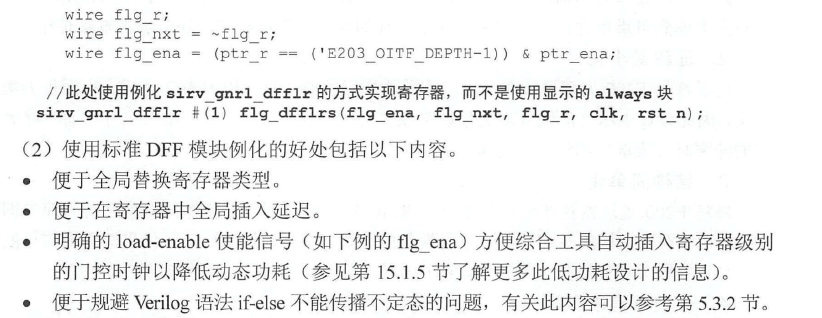 wire flg_r;
wire flg_nxt = ~flg_r;
wire flg_ena = (ptr_r == ('E203_OITF_DEPTH-1)) & ptr_ena;
//此处使用例化 sirv_gnrl_dfflr 的方式实现寄存器，而不是使用显示的 always 块
sirv_gnrl_dfflr #(1) flg_dfflrs(flg_ena, flg_nxt, flg_r, clk, rst_n);
（2）使用标准 DFF 模块例化的好处包括以下内容。
• 便于全局替换寄存器类型。
• 便于在寄存器中全局插入延迟。
• 明确的 load-enable 使能信号（如下例的 flg_ena）方便综合工具自动插入寄存器级别
的门控时钟以降低动态功耗（参见第 15.1.5 节了解更多此低功耗设计的信息）。
• 便于规避 Verilog 语法 if-else 不能传播不定态的问题，有关此内容可以参考第 5.3.2 节。